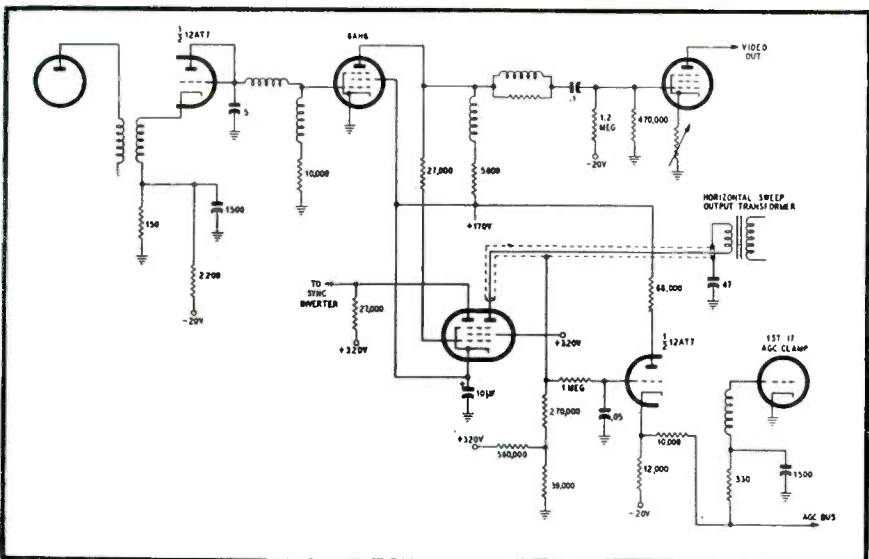 1/2 12AT7
6AH6
VIDEO
OUT
5
.1
1.2
MEG
470,000
10,000
27,000
5600
-20V
+170V
HORIZONTAL SWEEP
OUTPUT TRANSFORMER
150
1500
2200
-20V
TO
SYNC
INVERTER
27,000
+320V
+320V
47
68,000
1/2 12AT7
1ST IF
AGC CLAMP
10µF
1 MEG
270,000
.05
10,000
+320V
560,000
39,000
12,000
-20V
330
1500
AGC BUS